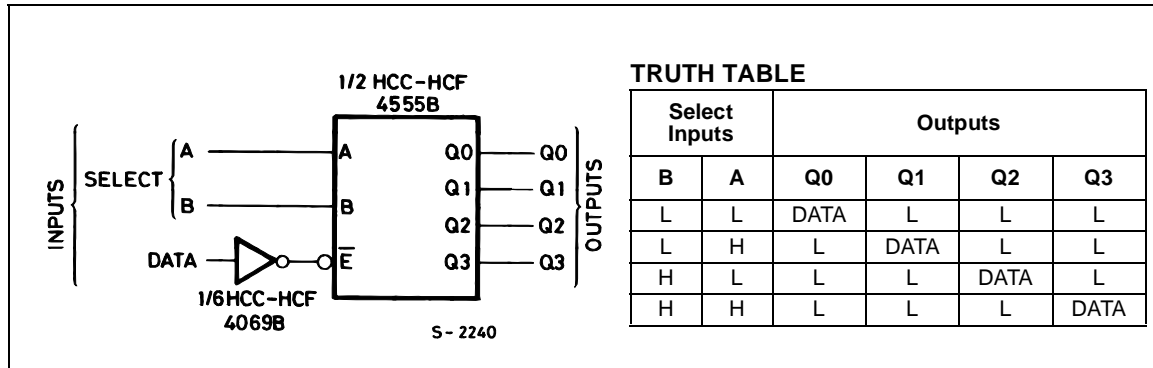 1/2 HCC-HCF
4555B
INPUTS
SELECT
A
B
DATA
A
B
E̅
Q0
Q1
Q2
Q3
Q0
Q1
Q2
Q3
OUTPUTS
1/6 HCC-HCF
4069B
S-2240
TRUTH TABLE
Select Inputs Outputs
B A Q0 Q1 Q2 Q3
L L DATA L L L
L H L DATA L L
H L L L DATA L
H H L L L DATA